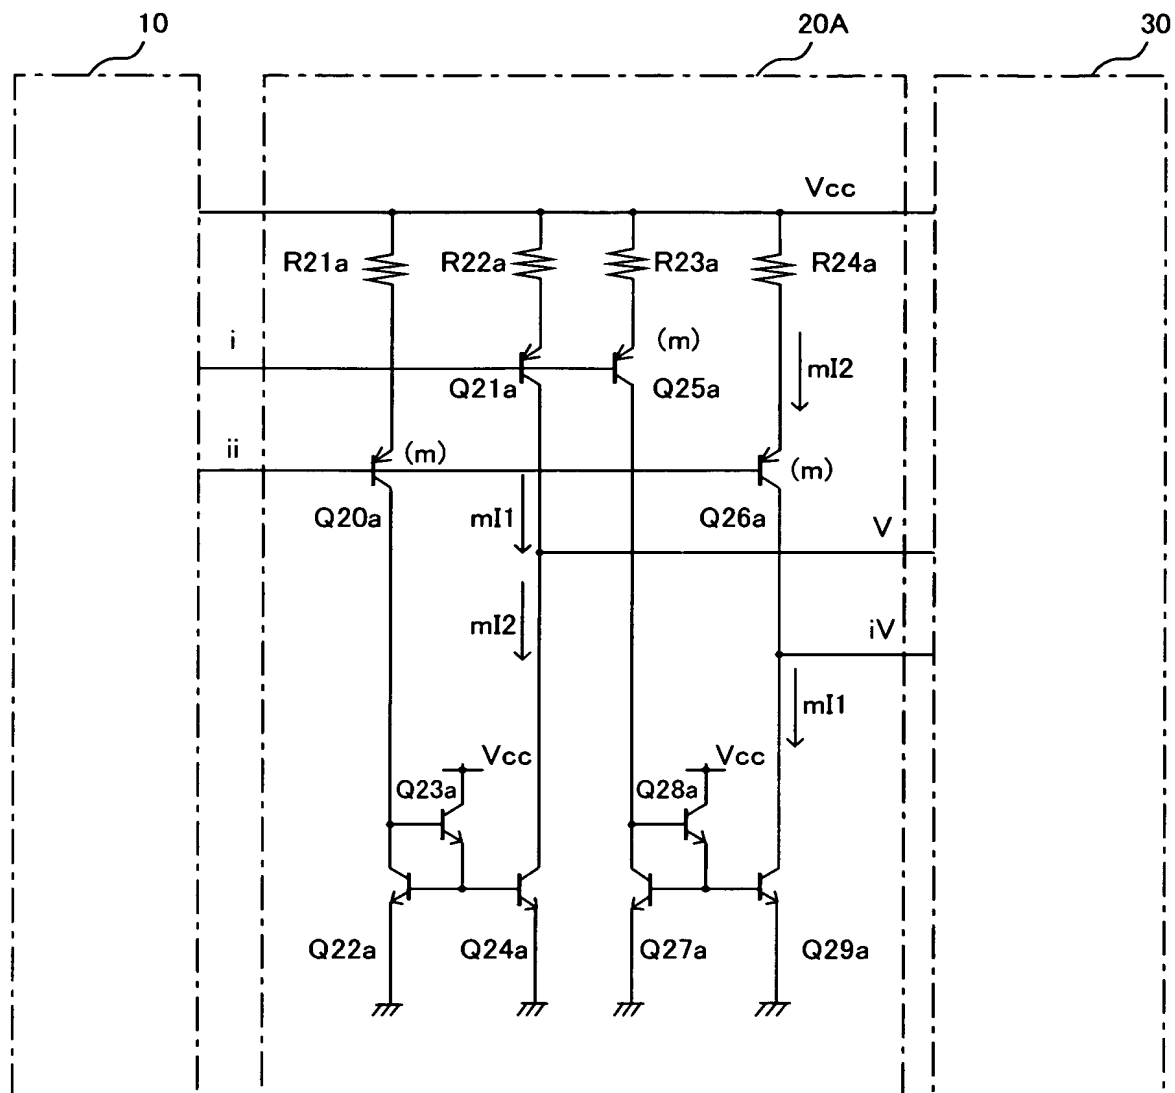 10 20A 30
Vcc
R21a R22a R23a R24a
i (m) mI2
Q21a Q25a
ii (m) (m)
Q20a mI1 Q26a V
mI2 iV
mI1
Vcc Vcc
Q23a Q28a
Q22a Q24a Q27a Q29a